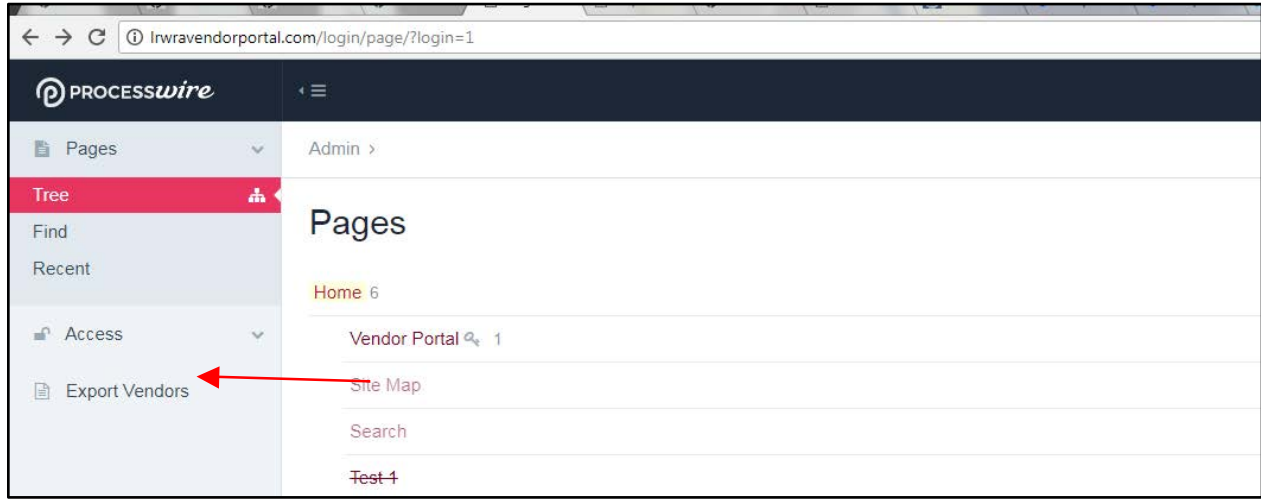 lrwravendorportal.com/login/page/?login=1
PROCESSwire
Pages
Admin >
Tree
Find
Recent
Pages
Home 6
Access
Vendor Portal 1
Export Vendors
Site Map
Search
Test 1